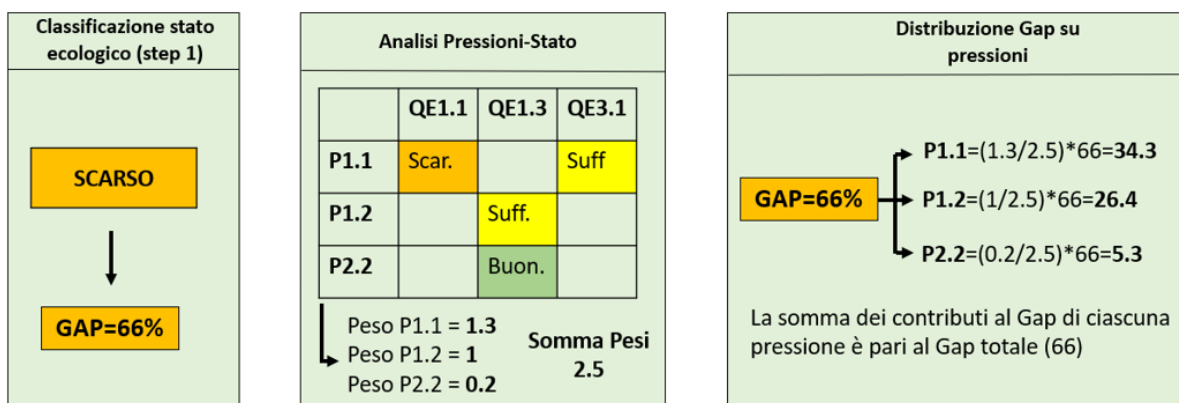 Classificazione stato
ecologico (step 1)
SCARSO
GAP=66%
Analisi Pressioni-Stato
QE1.1 QE1.3 QE3.1
P1.1 Scar. Suff
P1.2 Suff.
P2.2 Buon.
Peso P1.1 = 1.3
Peso P1.2 = 1
Peso P2.2 = 0.2
Somma Pesi
2.5
Distribuzione Gap su
pressioni
GAP=66%
P1.1=(1.3/2.5)*66=34.3
P1.2=(1/2.5)*66=26.4
P2.2=(0.2/2.5)*66=5.3
La somma dei contributi al Gap di ciascuna
pressione è pari al Gap totale (66)